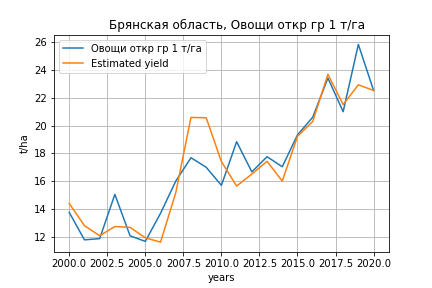 Брянская область, Овощи откр гр 1 т/га
Овощи откр гр 1 т/га
Estimated yield
t/ha
26
24
22
20
18
16
14
12
2000.0 2002.5 2005.0 2007.5 2010.0 2012.5 2015.0 2017.5 2020.0
years